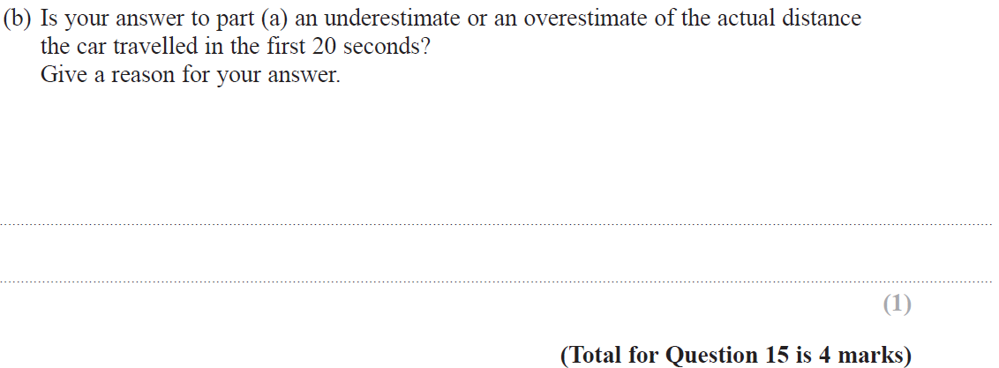 (b) Is your answer to part (a) an underestimate or an overestimate of the actual distance
the car travelled in the first 20 seconds?
Give a reason for your answer.
(1)
(Total for Question 15 is 4 marks)